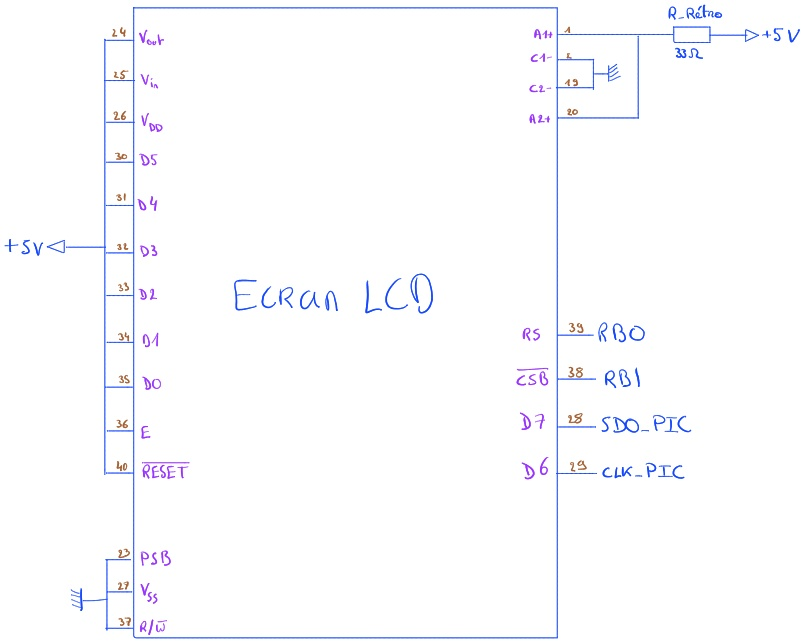 R_Rétro
24 Vout
A1+ 1
+5V
33Ω
C1- 2
25 Vin
C2- 19
26 VDD
A2+ 20
30 D5
31 D4
+5V
32 D3
33 D2
Ecran LCD
34 D1
RS 39 RB0
35 D0
CSB 38 RB1
36 E
D7 28 SDO_PIC
40 RESET
D6 29 CLK_PIC
23 PSB
27 VSS
37 R/W